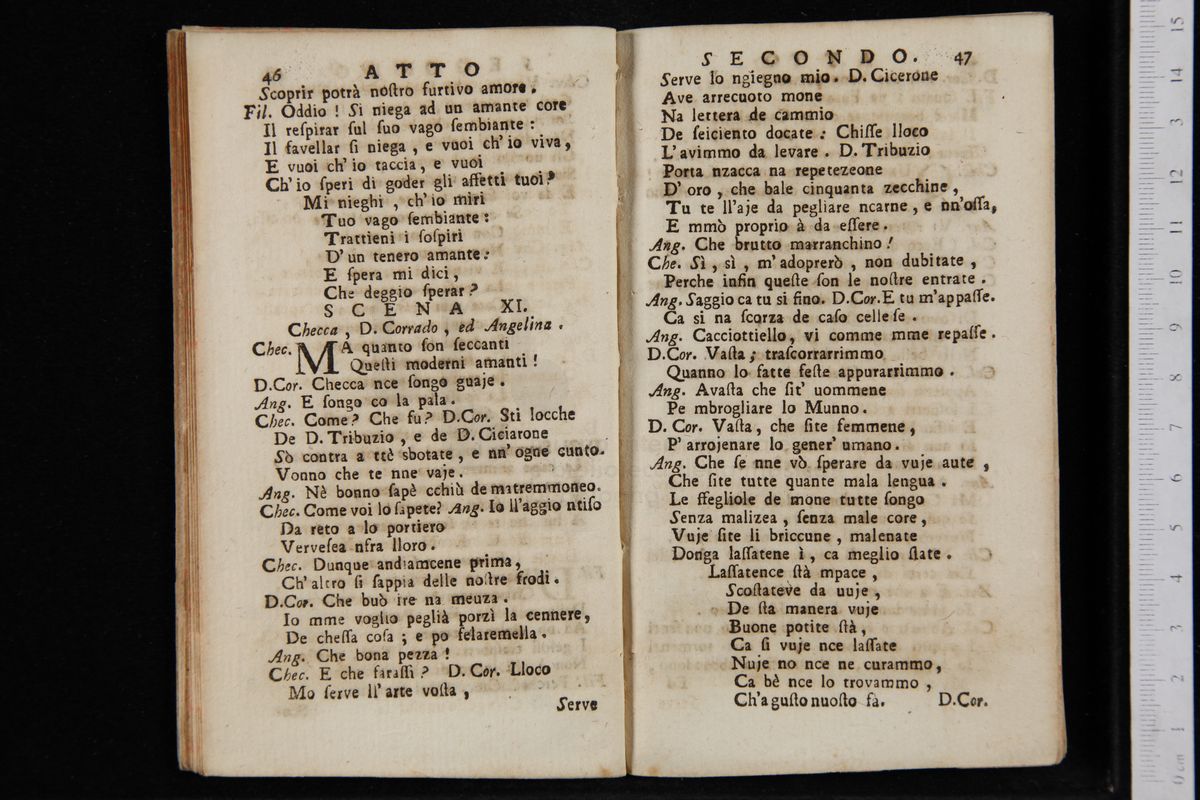 46 ATTO
Scoprir potrà noſtro furtivo amore.
Fil. Oddio ! Si niega ad un amante core
Il reſpirar ſul ſuo vago ſembiante :
Il favellar ſi niega , e vuoi ch' io viva,
E vuoi ch' io taccia, e vuoi
Ch' io ſperi di goder gli affetti tuoi?
Mi nieghi , ch' io miri
Tuo vago ſembiante :
Trattieni i ſoſpiri
D' un tenero amante:
E ſpera mi dici,
Che deggio ſperar?
SCENA XI.
Checca , D. Corrado , ed Angelina .
Chec. MA quanto ſon ſeccanti
Queſti moderni amanti !
D.Cor. Checca nce ſongo guaje .
Ang. E ſongo co la pala .
Chec. Come? Che fu? D.Cor. Sti locche
De D. Tribuzio , e de D. Ciciarone
Sò contra a ttè sbotate , e nn' ogne cunto.
Vonno che te nne vaje .
Ang. Nè bonno ſapè cchiù de matremmoneo.
Chec. Come voi lo ſapete? Ang. Io ll'aggio ntiſo
Da reto a lo portiero
Verveſea nfra lloro .
Chec. Dunque andiamcene prima,
Ch' altro ſi ſappia delle noſtre frodi .
D.Cor. Che buò ire na meuza .
Io mme voglio peglià porzì la cennere,
De cheſſa coſa ; e po felaremella .
Ang. Che bona pezza !
Chec. E che faraſſi ? D. Cor. Lloco
Mo ſerve ll' arte voſta ,
Serve
SECONDO. 47
Serve lo ngiegno mio. D. Cicerone
Ave arrecuoto mone
Na lettera de cammio
De ſeiciento docate : Chiſſe lloco
L' avimmo da levare . D. Tribuzio
Porta nzacca na repetezeone
D' oro , che bale cinquanta zecchine ,
Tu te ll'aje da pegliare ncarne , e nn'oſſa,
E mmò proprio à da eſſere .
Ang. Che brutto marranchino !
Che. Sì , sì , m' adoprerò , non dubitate ,
Perche infin queſte ſon le noſtre entrate .
Ang. Saggio ca tu si fino. D.Cor. E tu m'appaſſe.
Ca si na ſcorza de caſo celleſe .
Ang. Cacciottiello, vi comme mme repaſſe .
D.Cor. Vaſta ; traſcorrarrimmo
Quanno lo fatte feſte appurarrimmo .
Ang. Avaſta che ſit' uommene
Pe mbrogliare lo Munno .
D. Cor. Vaſta, che ſite femmene ,
P' arrojenare lo gener' umano .
Ang. Che ſe nne vò ſperare da vuje aute ,
Che ſite tutte quante mala lengua .
Le ffegliole de mone tutte ſongo
Senza malizea , ſenza male core ,
Vuje ſite li briccune , malenate
Donga laſſatene ì , ca meglio ſtate .
Laſſatence ſtà mpace ,
Scoſtateve da uuje ,
De ſta manera vuje
Buone potite ſtà ,
Ca ſi vuje nce laſſate
Nuje no nce ne curammo,
Ca bè nce lo trovammo ,
Ch'a guſto nuoſto fà. D.Cor.